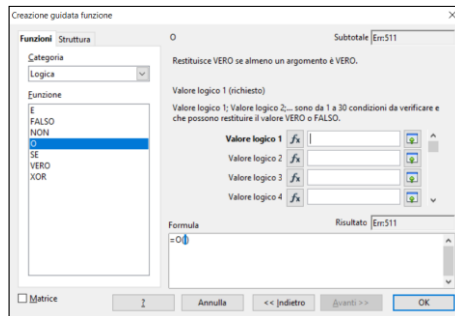 Creazione guidata funzione
Funzioni Struttura
O
Subtotale Err:511
Categoria
Logica
Restituisce VERO se almeno un argomento è VERO.
Funzione
E
FALSO
NON
O
SE
VERO
XOR
Valore logico 1 (richiesto)
Valore logico 1; Valore logico 2;... sono da 1 a 30 condizioni da verificare e
che possono restituire il valore VERO o FALSO.
Valore logico 1 fx
Valore logico 2 fx
Valore logico 3 fx
Valore logico 4 fx
Formula
Risultato Err:511
=O()
Matrice
? Annulla << Indietro Avanti >> OK